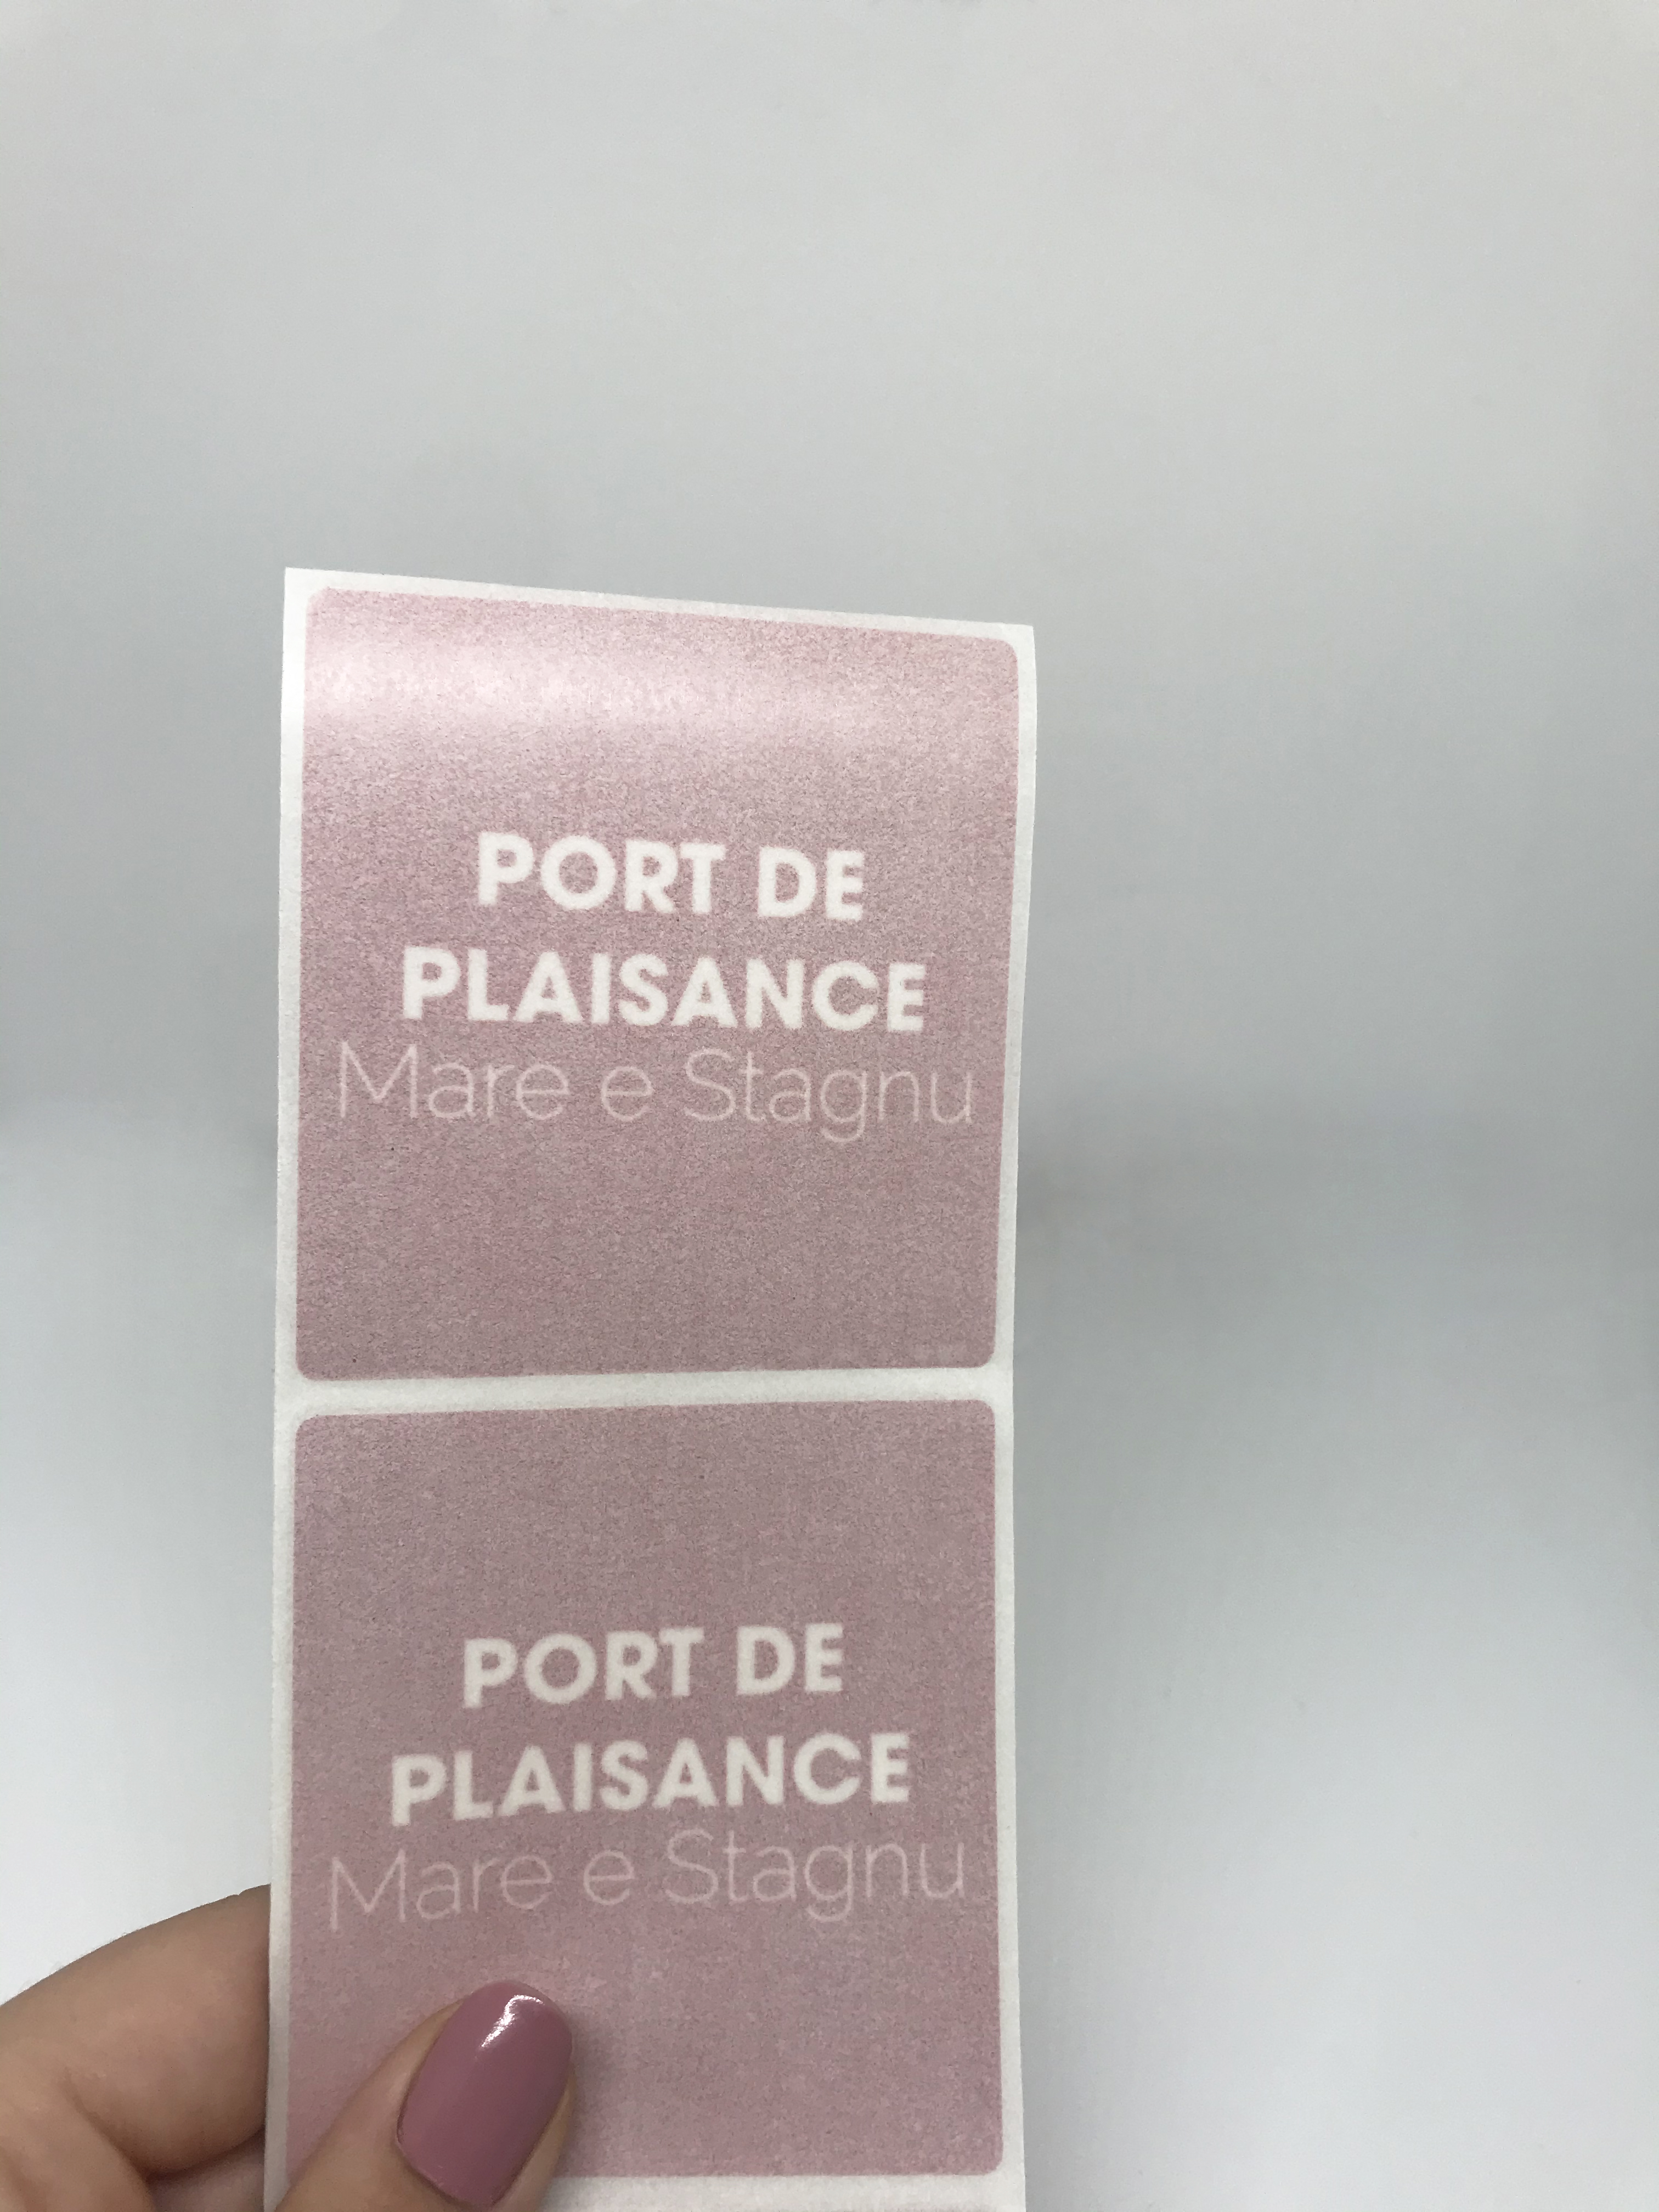 PORT DE
PLAISANCE
Mare e Stagnu
PORT DE
PLAISANCE
Mare e Stagnu